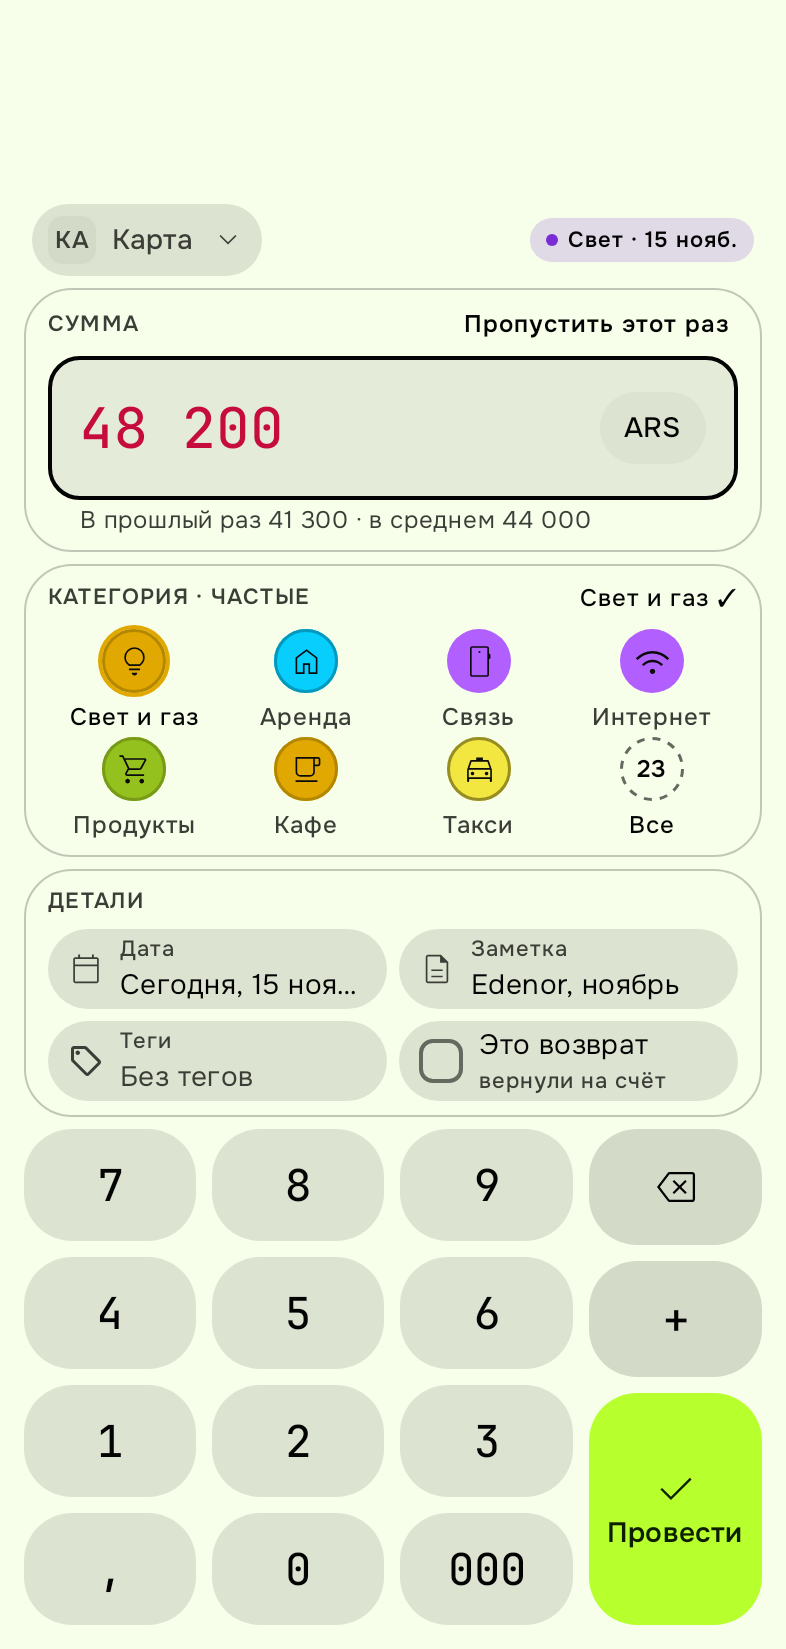 КА Карта
Свет · 15 нояб.
СУММА
Пропустить этот раз
48 200
ARS
В прошлый раз 41 300 · в среднем 44 000
КАТЕГОРИЯ · ЧАСТЫЕ
Свет и газ ✓
Свет и газ
Аренда
Связь
Интернет
23
Продукты
Кафе
Такси
Все
ДЕТАЛИ
Дата
Сегодня, 15 ноя...
Заметка
Edenor, ноябрь
Теги
Без тегов
Это возврат
вернули на счёт
7 8 9
4 5 6 +
1 2 3
Провести
, 0 000